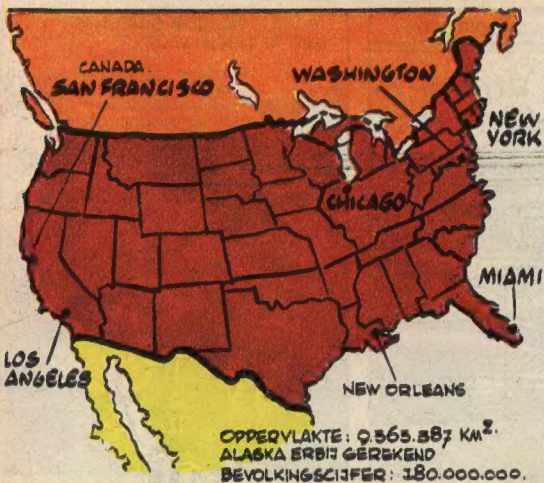 CANADA.
SAN FRANCISCO
WASHINGTON
NEW
YORK
CHICAGO
MIAMI
LOS
ANGELES
NEW ORLEANS
OPPERVLAKTE: 9.363.387 KM2.
ALASKA ERBIJ GEREKEND
BEVOLKINGSCIJFER: 180.000.000.